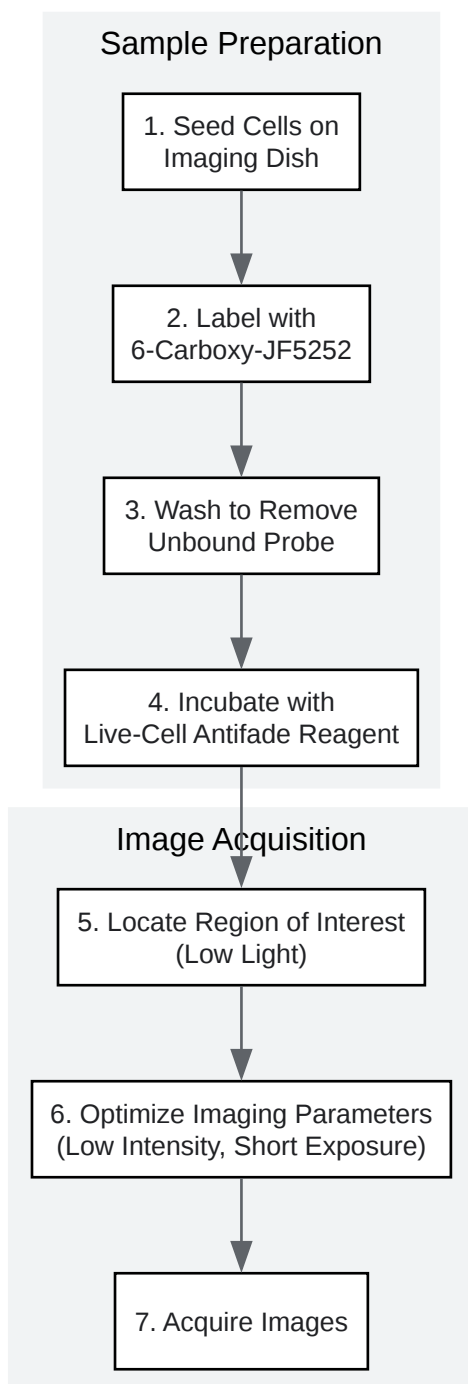 Sample Preparation
1. Seed Cells on
Imaging Dish
2. Label with
6-Carboxy-JF5252
3. Wash to Remove
Unbound Probe
4. Incubate with
Live-Cell Antifade Reagent
Image Acquisition
5. Locate Region of Interest
(Low Light)
6. Optimize Imaging Parameters
(Low Intensity, Short Exposure)
7. Acquire Images